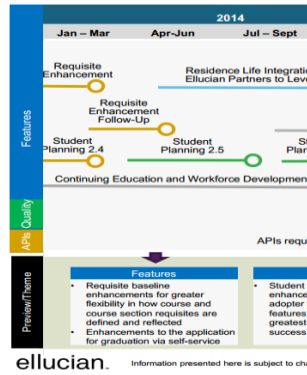 2014
Jan – Mar Apr-Jun Jul – Sept
Requisite
Enhancement
Residence Life Integratio
Ellucian Partners to Leve
Requisite
Enhancement
Follow-Up
Features
Student
Planning 2.4
Student
Planning 2.5
S
Plan
Continuing Education and Workforce Development
Quality
APIs
APIs requ
Preview/Theme
Features
• Requisite baseline
enhancements for greater
flexibility in how course and
course section requisites are
defined and reflected
• Enhancements to the application
for graduation via self-service
• Student
enhance
adopter
features
greatest
success
ellucian.
Information presented here is subject to cha